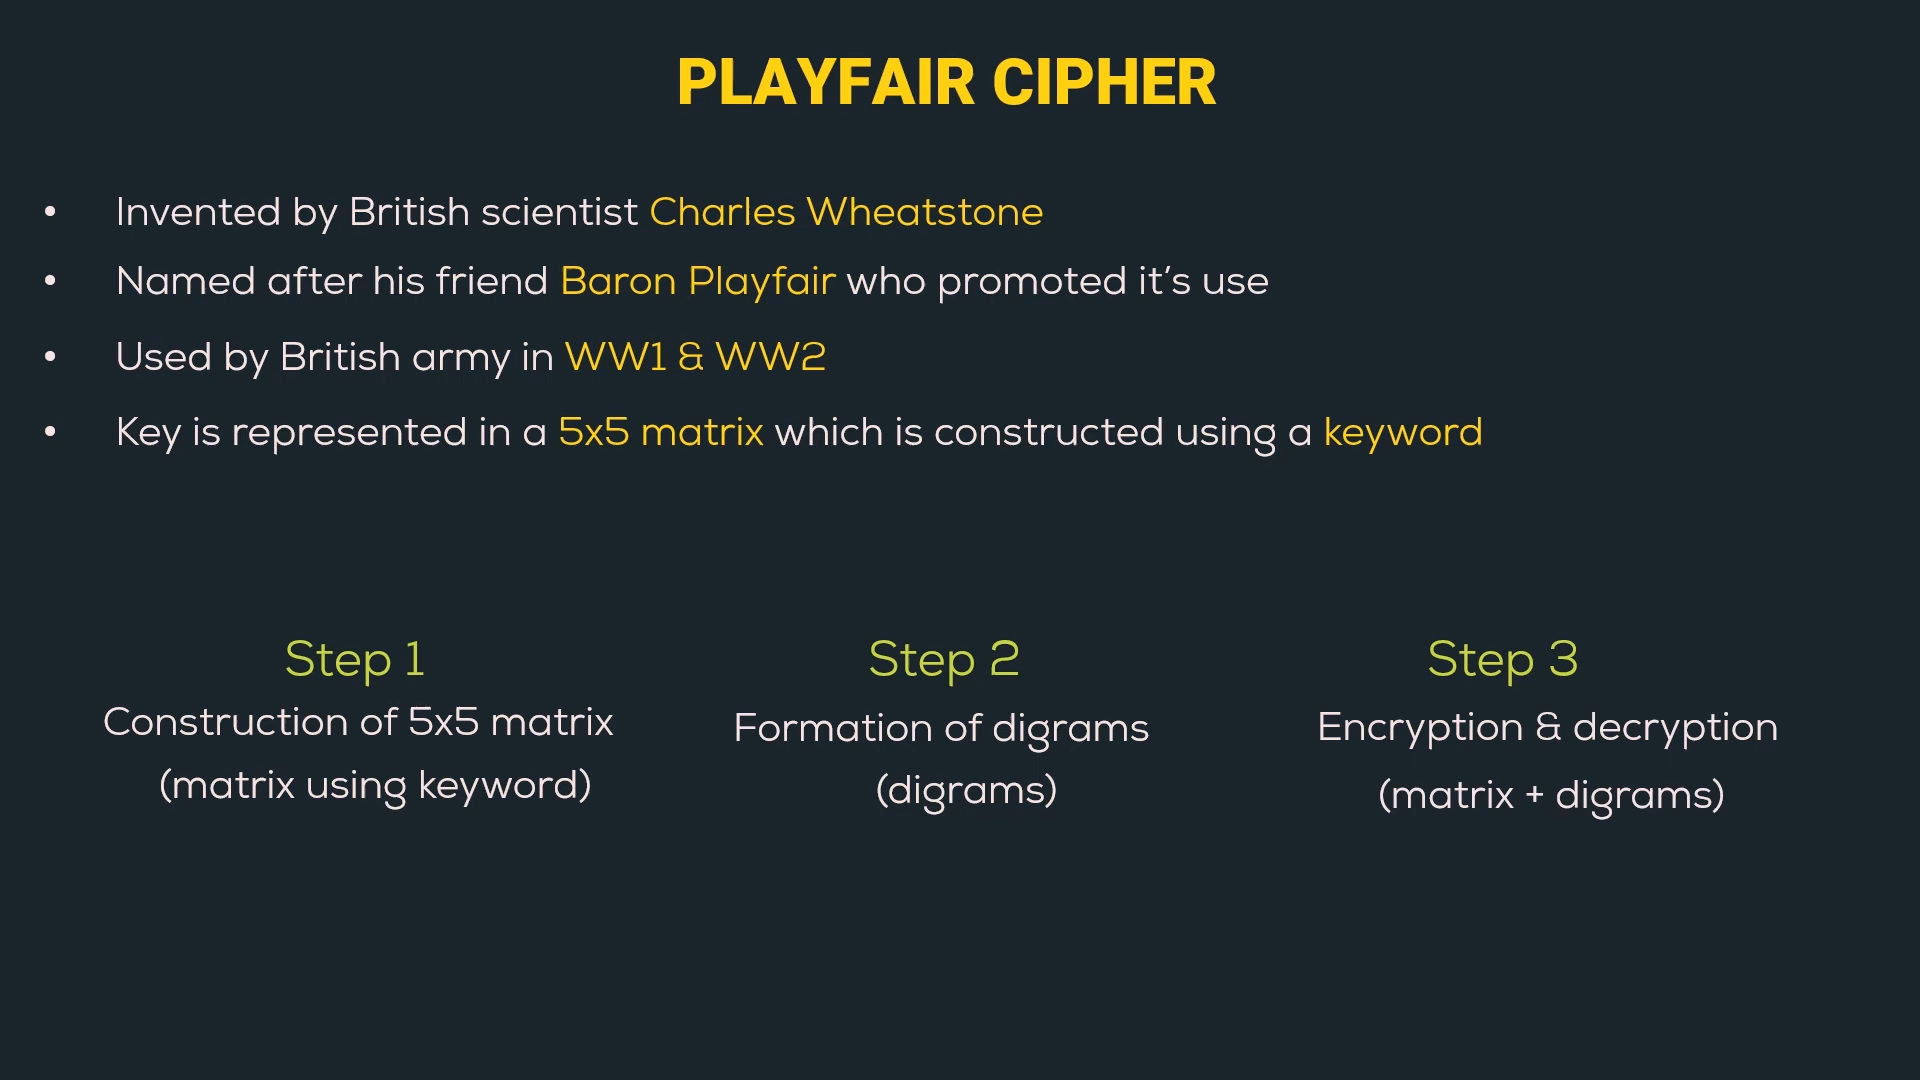 PLAYFAIR CIPHER
• Invented by British scientist Charles Wheatstone
• Named after his friend Baron Playfair who promoted it’s use
• Used by British army in WW1 & WW2
• Key is represented in a 5x5 matrix which is constructed using a keyword
Step 1
Construction of 5x5 matrix
(matrix using keyword)
Step 2
Formation of digrams
(digrams)
Step 3
Encryption & decryption
(matrix + digrams)